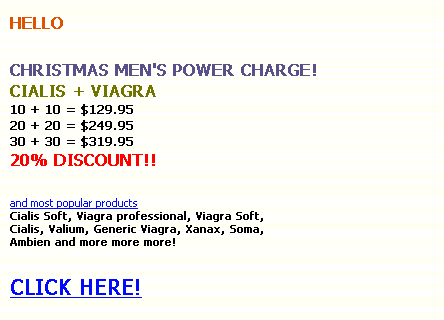 HELLO
CHRISTMAS MEN'S POWER CHARGE!
CIALIS + VIAGRA
10 + 10 = $129.95
20 + 20 = $249.95
30 + 30 = $319.95
20% DISCOUNT!!
and most popular products
Cialis Soft, Viagra professional, Viagra Soft,
Cialis, Valium, Generic Viagra, Xanax, Soma,
Ambien and more more more!
CLICK HERE!